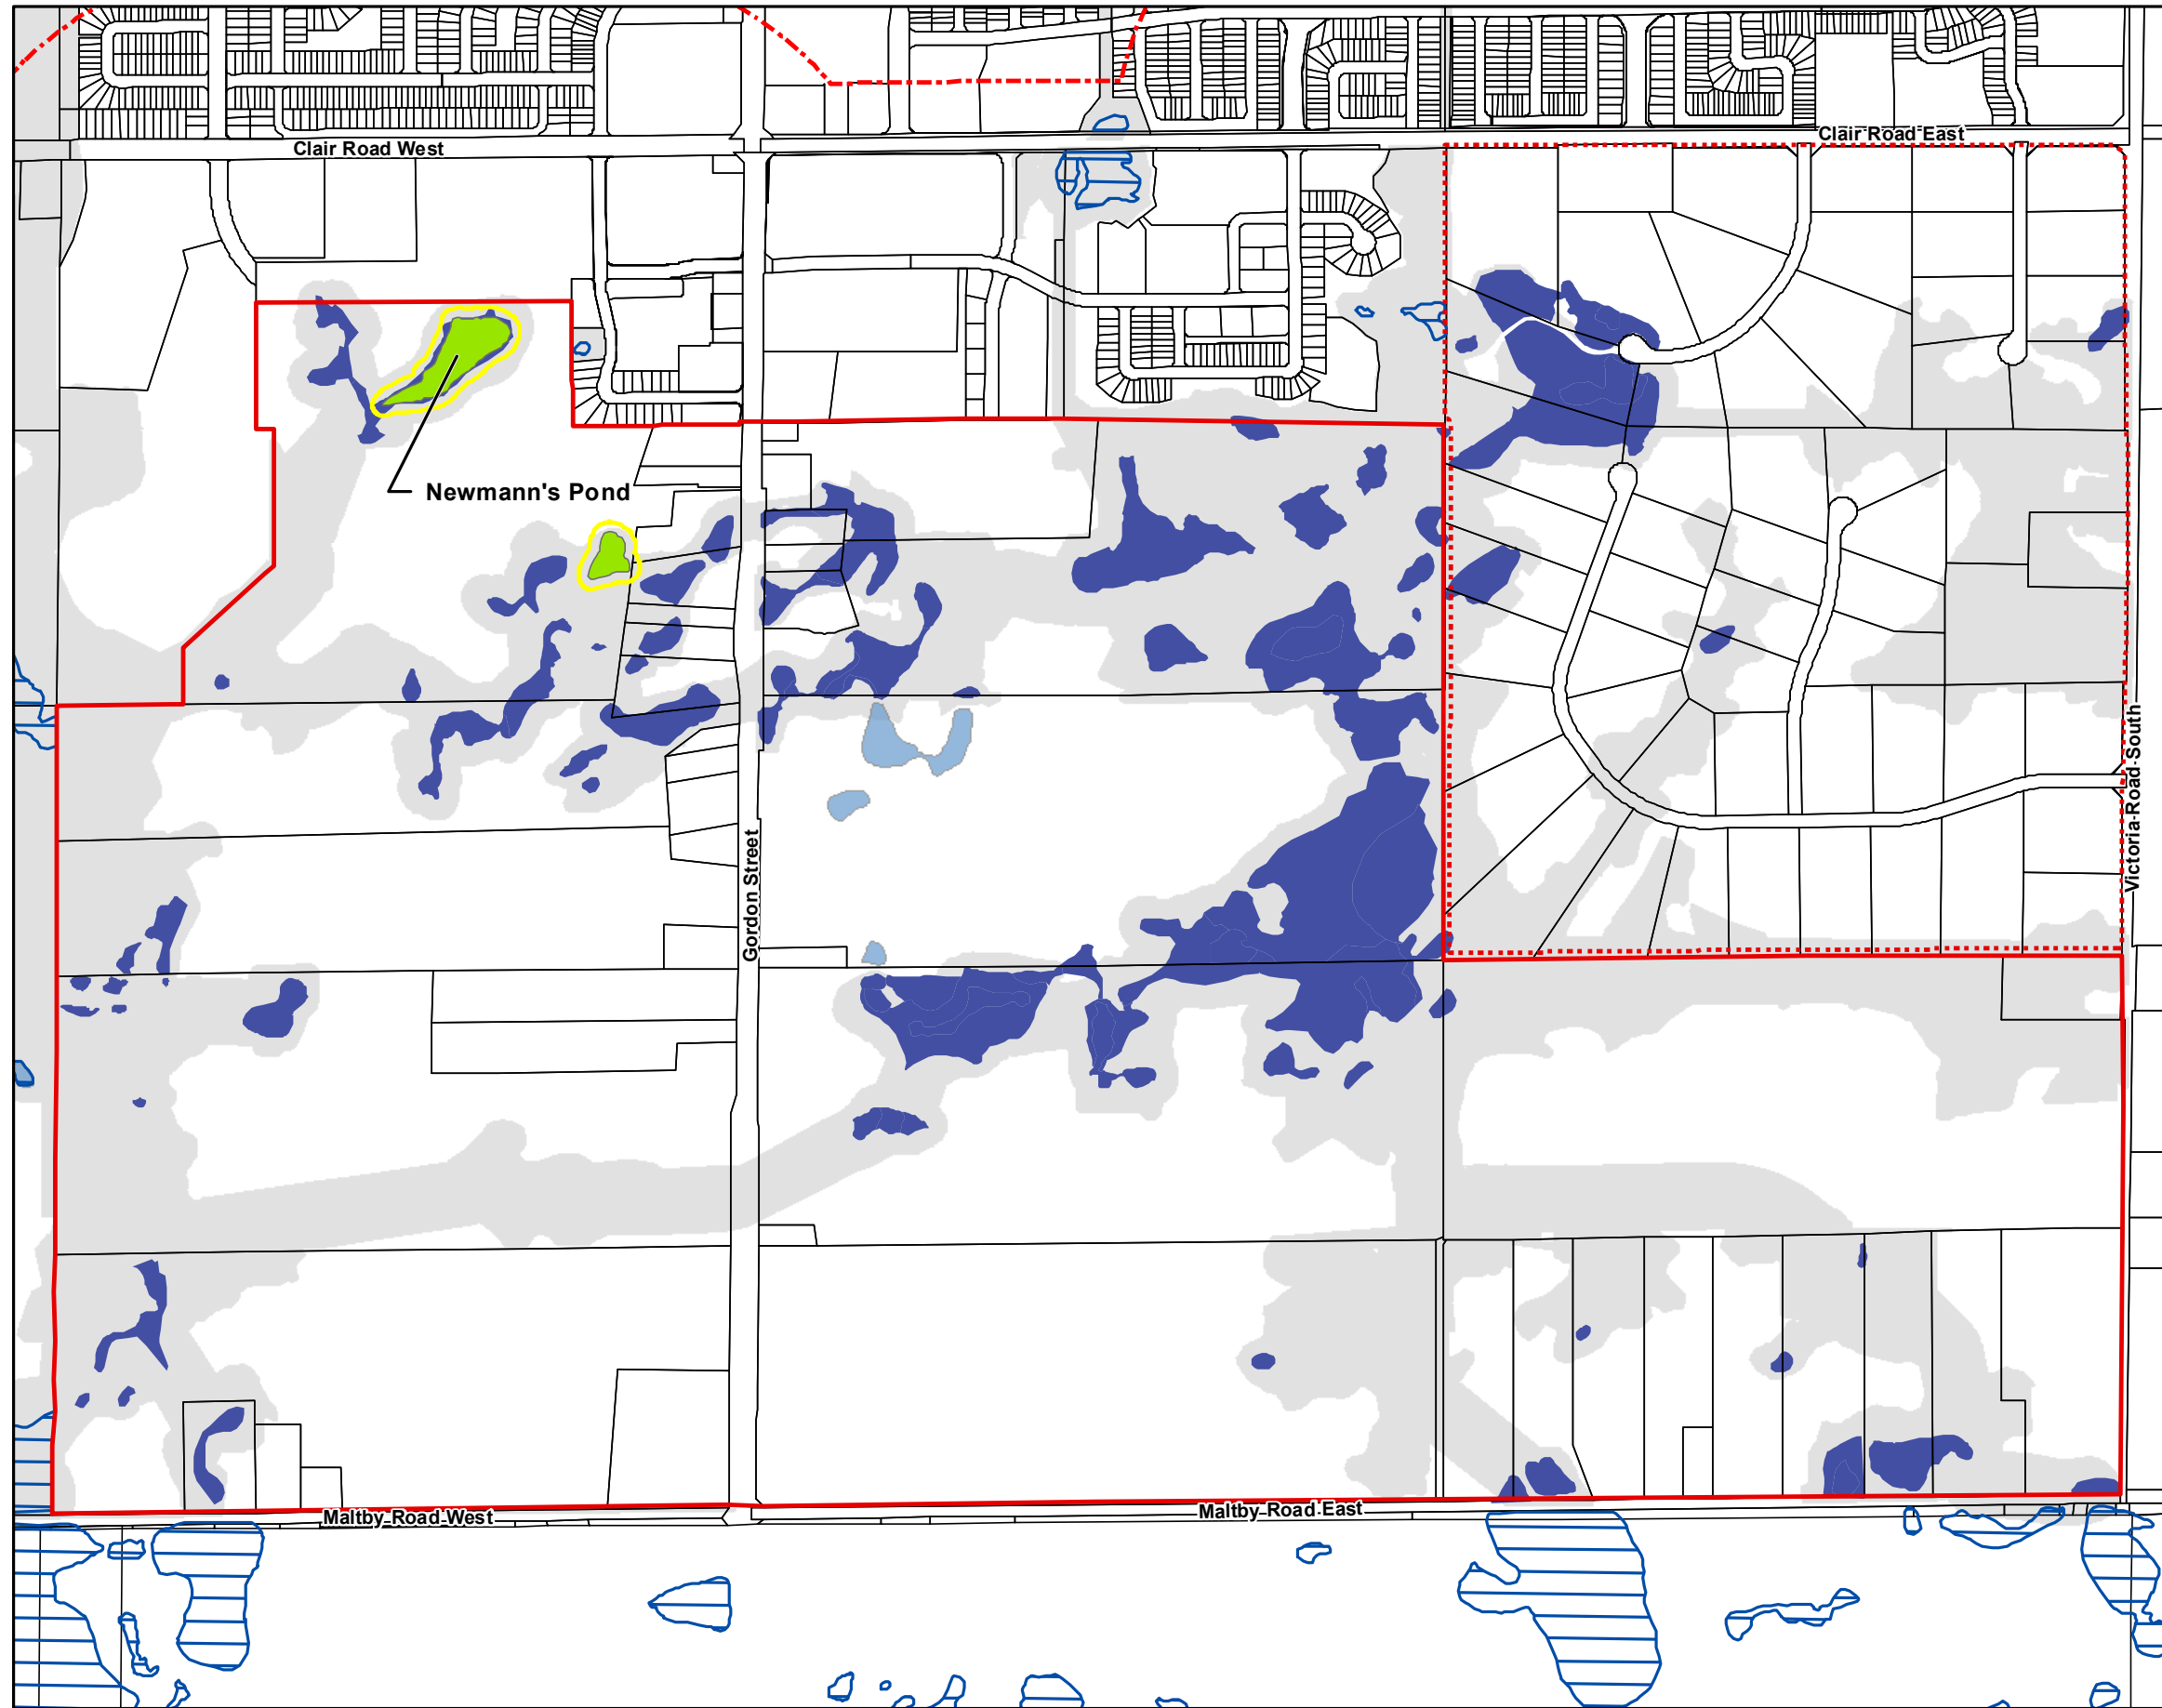 Clair Road East
Clair Road West
Newmann's Pond
Gordon Street
Victoria Road South
Maltby Road West
Maltby Road East